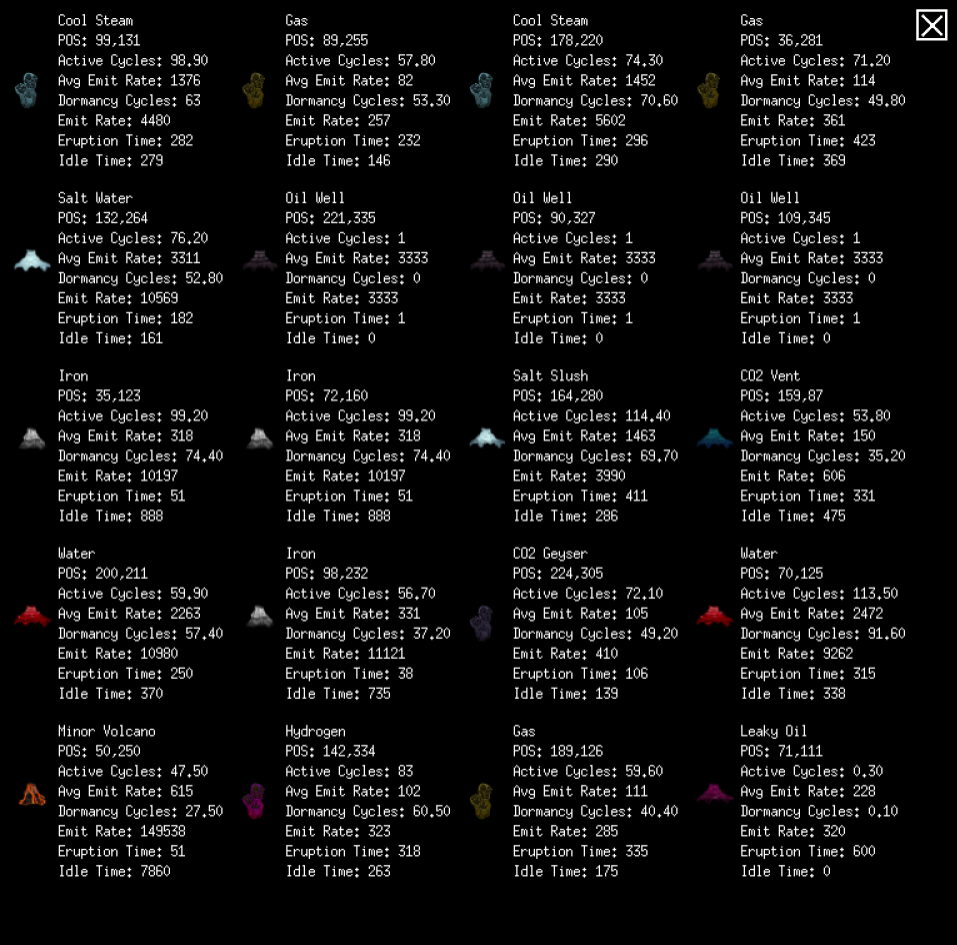 Cool Steam
POS: 99,131
Active Cycles: 98.90
Avg Emit Rate: 1376
Dormancy Cycles: 63
Emit Rate: 4480
Eruption Time: 282
Idle Time: 279
Gas
POS: 89,255
Active Cycles: 57.80
Avg Emit Rate: 82
Dormancy Cycles: 53.30
Emit Rate: 257
Eruption Time: 232
Idle Time: 146
Cool Steam
POS: 178,220
Active Cycles: 74.30
Avg Emit Rate: 1452
Dormancy Cycles: 70.60
Emit Rate: 5602
Eruption Time: 296
Idle Time: 290
Gas
POS: 36,281
Active Cycles: 71.20
Avg Emit Rate: 114
Dormancy Cycles: 49.80
Emit Rate: 361
Eruption Time: 423
Idle Time: 369
Salt Water
POS: 132,264
Active Cycles: 76.20
Avg Emit Rate: 3311
Dormancy Cycles: 52.80
Emit Rate: 10569
Eruption Time: 182
Idle Time: 161
Oil Well
POS: 221,335
Active Cycles: 1
Avg Emit Rate: 3333
Dormancy Cycles: 0
Emit Rate: 3333
Eruption Time: 1
Idle Time: 0
Oil Well
POS: 90,327
Active Cycles: 1
Avg Emit Rate: 3333
Dormancy Cycles: 0
Emit Rate: 3333
Eruption Time: 1
Idle Time: 0
Oil Well
POS: 109,345
Active Cycles: 1
Avg Emit Rate: 3333
Dormancy Cycles: 0
Emit Rate: 3333
Eruption Time: 1
Idle Time: 0
Iron
POS: 35,123
Active Cycles: 99.20
Avg Emit Rate: 318
Dormancy Cycles: 74.40
Emit Rate: 10197
Eruption Time: 51
Idle Time: 888
Iron
POS: 72,160
Active Cycles: 99.20
Avg Emit Rate: 318
Dormancy Cycles: 74.40
Emit Rate: 10197
Eruption Time: 51
Idle Time: 888
Salt Slush
POS: 164,280
Active Cycles: 114.40
Avg Emit Rate: 1463
Dormancy Cycles: 69.70
Emit Rate: 3990
Eruption Time: 411
Idle Time: 286
CO2 Vent
POS: 159,87
Active Cycles: 53.80
Avg Emit Rate: 150
Dormancy Cycles: 35.20
Emit Rate: 606
Eruption Time: 331
Idle Time: 475
Water
POS: 200,211
Active Cycles: 59.90
Avg Emit Rate: 2263
Dormancy Cycles: 57.40
Emit Rate: 10980
Eruption Time: 250
Idle Time: 370
Iron
POS: 98,232
Active Cycles: 56.70
Avg Emit Rate: 331
Dormancy Cycles: 37.20
Emit Rate: 11121
Eruption Time: 38
Idle Time: 735
CO2 Geyser
POS: 224,305
Active Cycles: 72.10
Avg Emit Rate: 105
Dormancy Cycles: 49.20
Emit Rate: 410
Eruption Time: 106
Idle Time: 139
Water
POS: 70,125
Active Cycles: 113.50
Avg Emit Rate: 2472
Dormancy Cycles: 91.60
Emit Rate: 9262
Eruption Time: 315
Idle Time: 338
Minor Volcano
POS: 50,250
Active Cycles: 47.50
Avg Emit Rate: 615
Dormancy Cycles: 27.50
Emit Rate: 149538
Eruption Time: 51
Idle Time: 7860
Hydrogen
POS: 142,334
Active Cycles: 83
Avg Emit Rate: 102
Dormancy Cycles: 60.50
Emit Rate: 323
Eruption Time: 318
Idle Time: 263
Gas
POS: 189,126
Active Cycles: 59.60
Avg Emit Rate: 111
Dormancy Cycles: 40.40
Emit Rate: 285
Eruption Time: 335
Idle Time: 175
Leaky Oil
POS: 71,111
Active Cycles: 0.30
Avg Emit Rate: 228
Dormancy Cycles: 0.10
Emit Rate: 320
Eruption Time: 600
Idle Time: 0